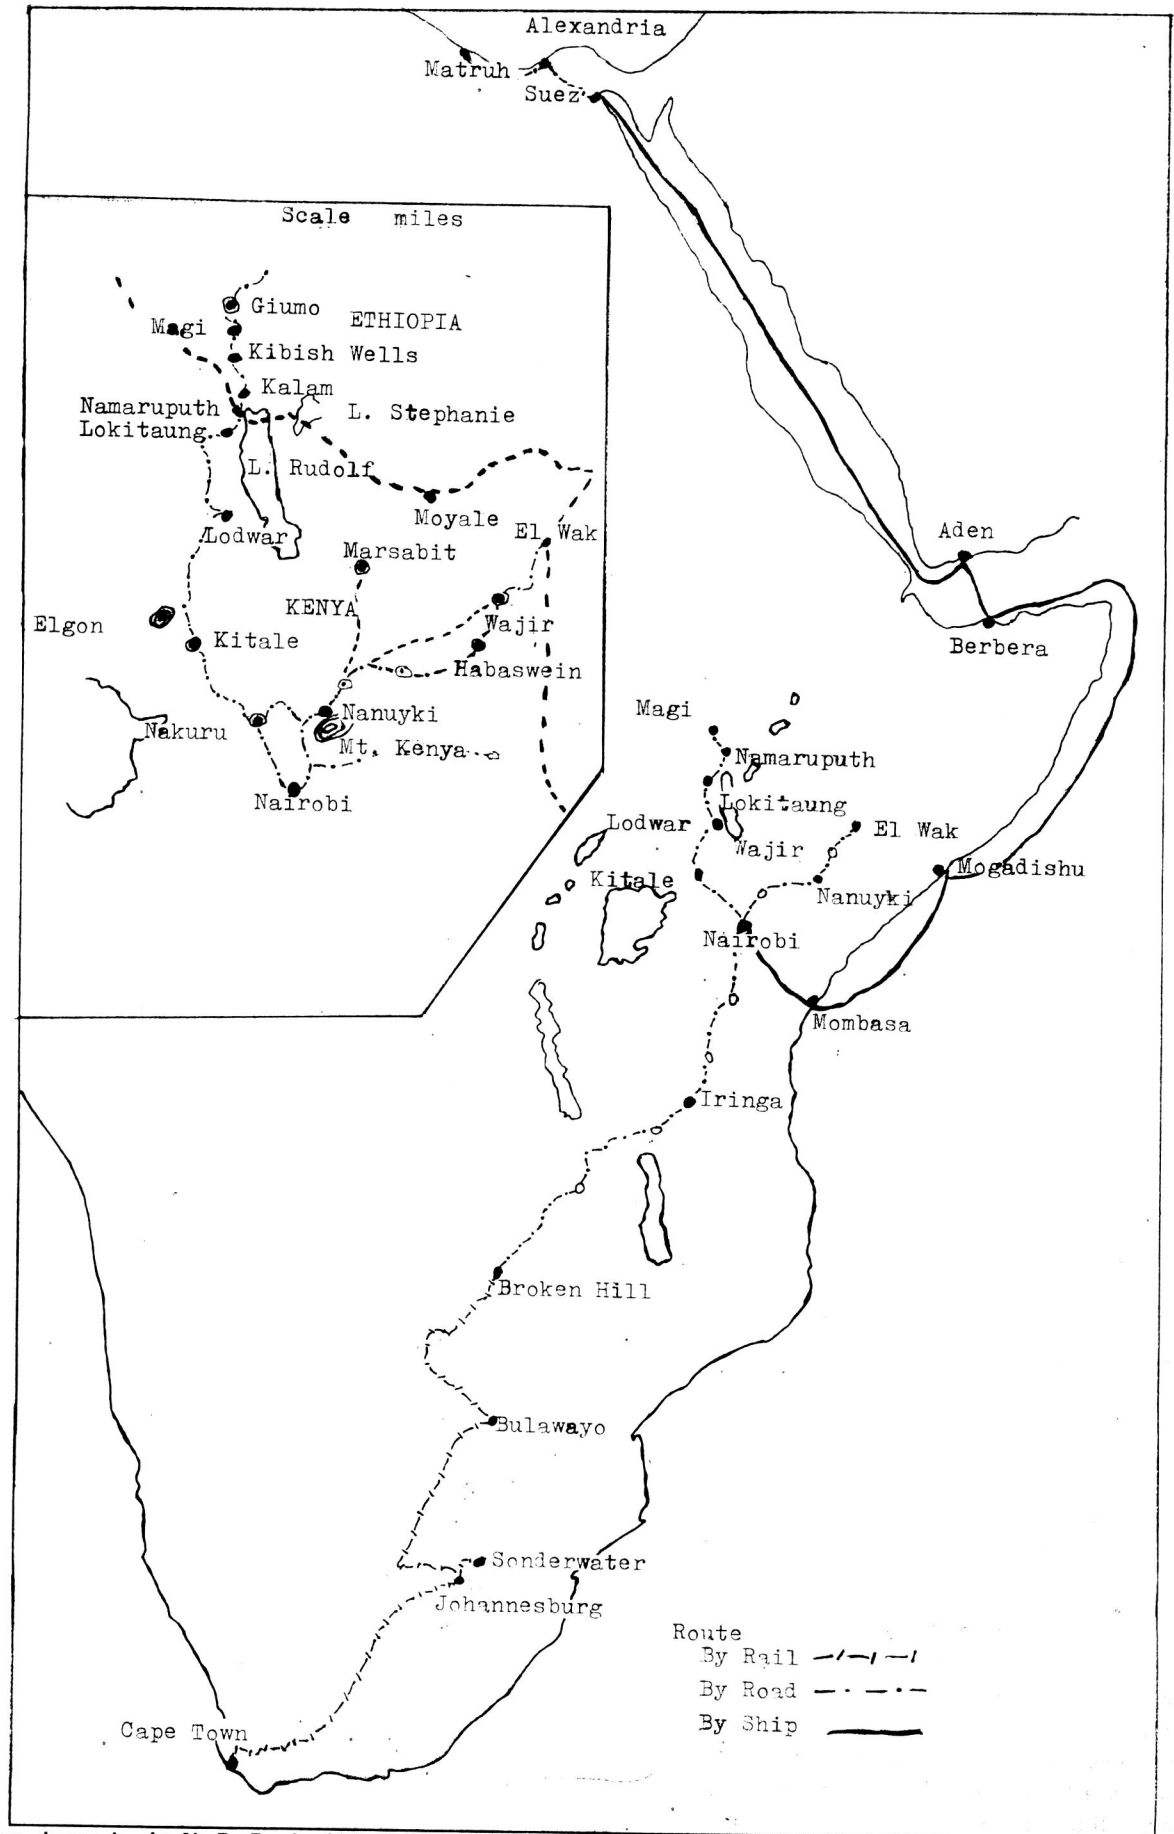 Alexandria
Matruh
Suez
Scale miles
Giumo
ETHIOPIA
Magi
Kibish Wells
Kalam
Namaruputh
L. Stephanie
Lokitaung
L. Rudolf
Moyale
El Wak
Lodwar
Marsabit
KENYA
Wajir
Elgon
Kitale
Habaswein
Nanuyki
Nakuru
Mt. Kenya
Nairobi
Aden
Berbera
Magi
Namaruputh
Lokitaung
Lodwar
El Wak
Wajir
Mogadishu
Kitale
Nanuyki
Nairobi
Mombasa
Iringa
Broken Hill
Bulawayo
Sonderwater
Johannesburg
Cape Town
Route
By Rail
By Road
By Ship